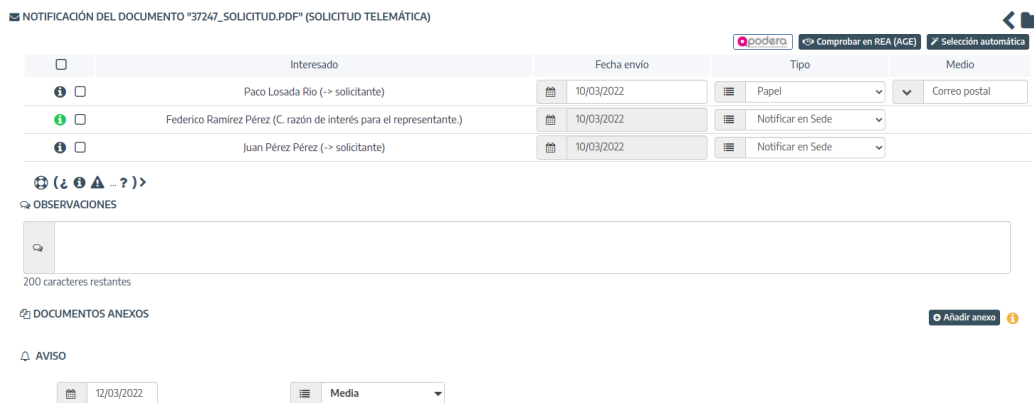 NOTIFICACIÓN DEL DOCUMENTO "37247_SOLICITUD.PDF" (SOLICITUD TELEMÁTICA)
apodera Comprobar en REA (AGE) Selección automática
Interesado Fecha envío Tipo Medio
Paco Losada Rio (-> solicitante) 10/03/2022 Papel Correo postal
Federico Ramírez Pérez (C. razón de interés para el representante.) 10/03/2022 Notificar en Sede
Juan Pérez Pérez (-> solicitante) 10/03/2022 Notificar en Sede
(¿ ... ? )
OBSERVACIONES
200 caracteres restantes
DOCUMENTOS ANEXOS
Añadir anexo
AVISO
12/03/2022 Media